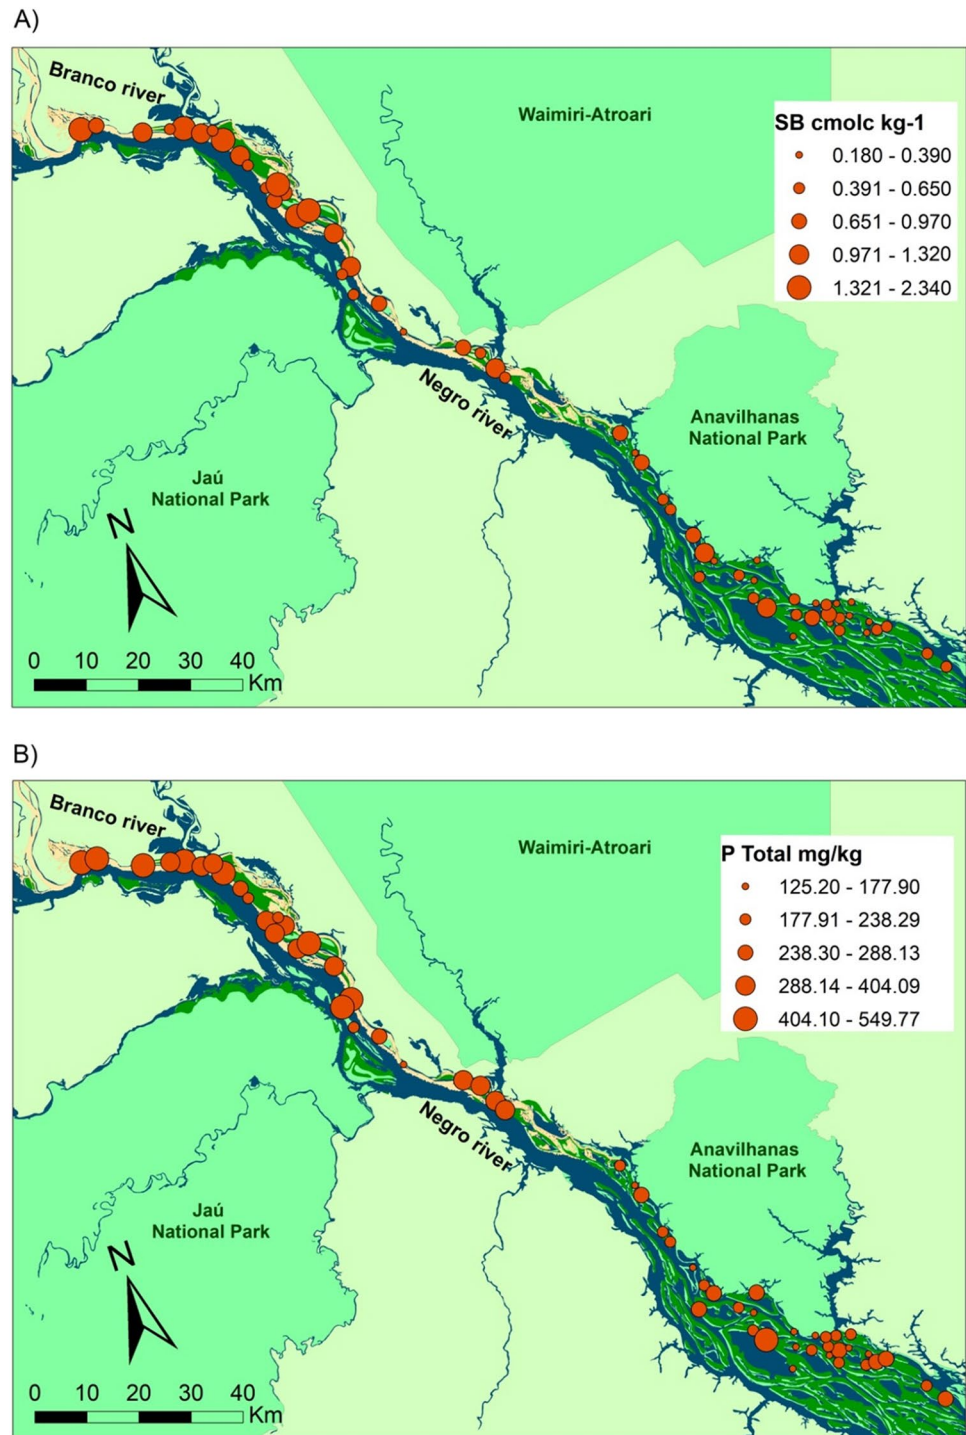 A)
Branco river
Waimiri-Atroari
SB cmolc kg-1
0.180 - 0.390
0.391 - 0.650
0.651 - 0.970
0.971 - 1.320
1.321 - 2.340
Negro river
Anavilhanas
National Park
Jaú
National Park
N
0 10 20 30 40
Km
B)
Branco river
Waimiri-Atroari
P Total mg/kg
125.20 - 177.90
177.91 - 238.29
238.30 - 288.13
288.14 - 404.09
404.10 - 549.77
Negro river
Anavilhanas
National Park
Jaú
National Park
N
0 10 20 30 40
Km